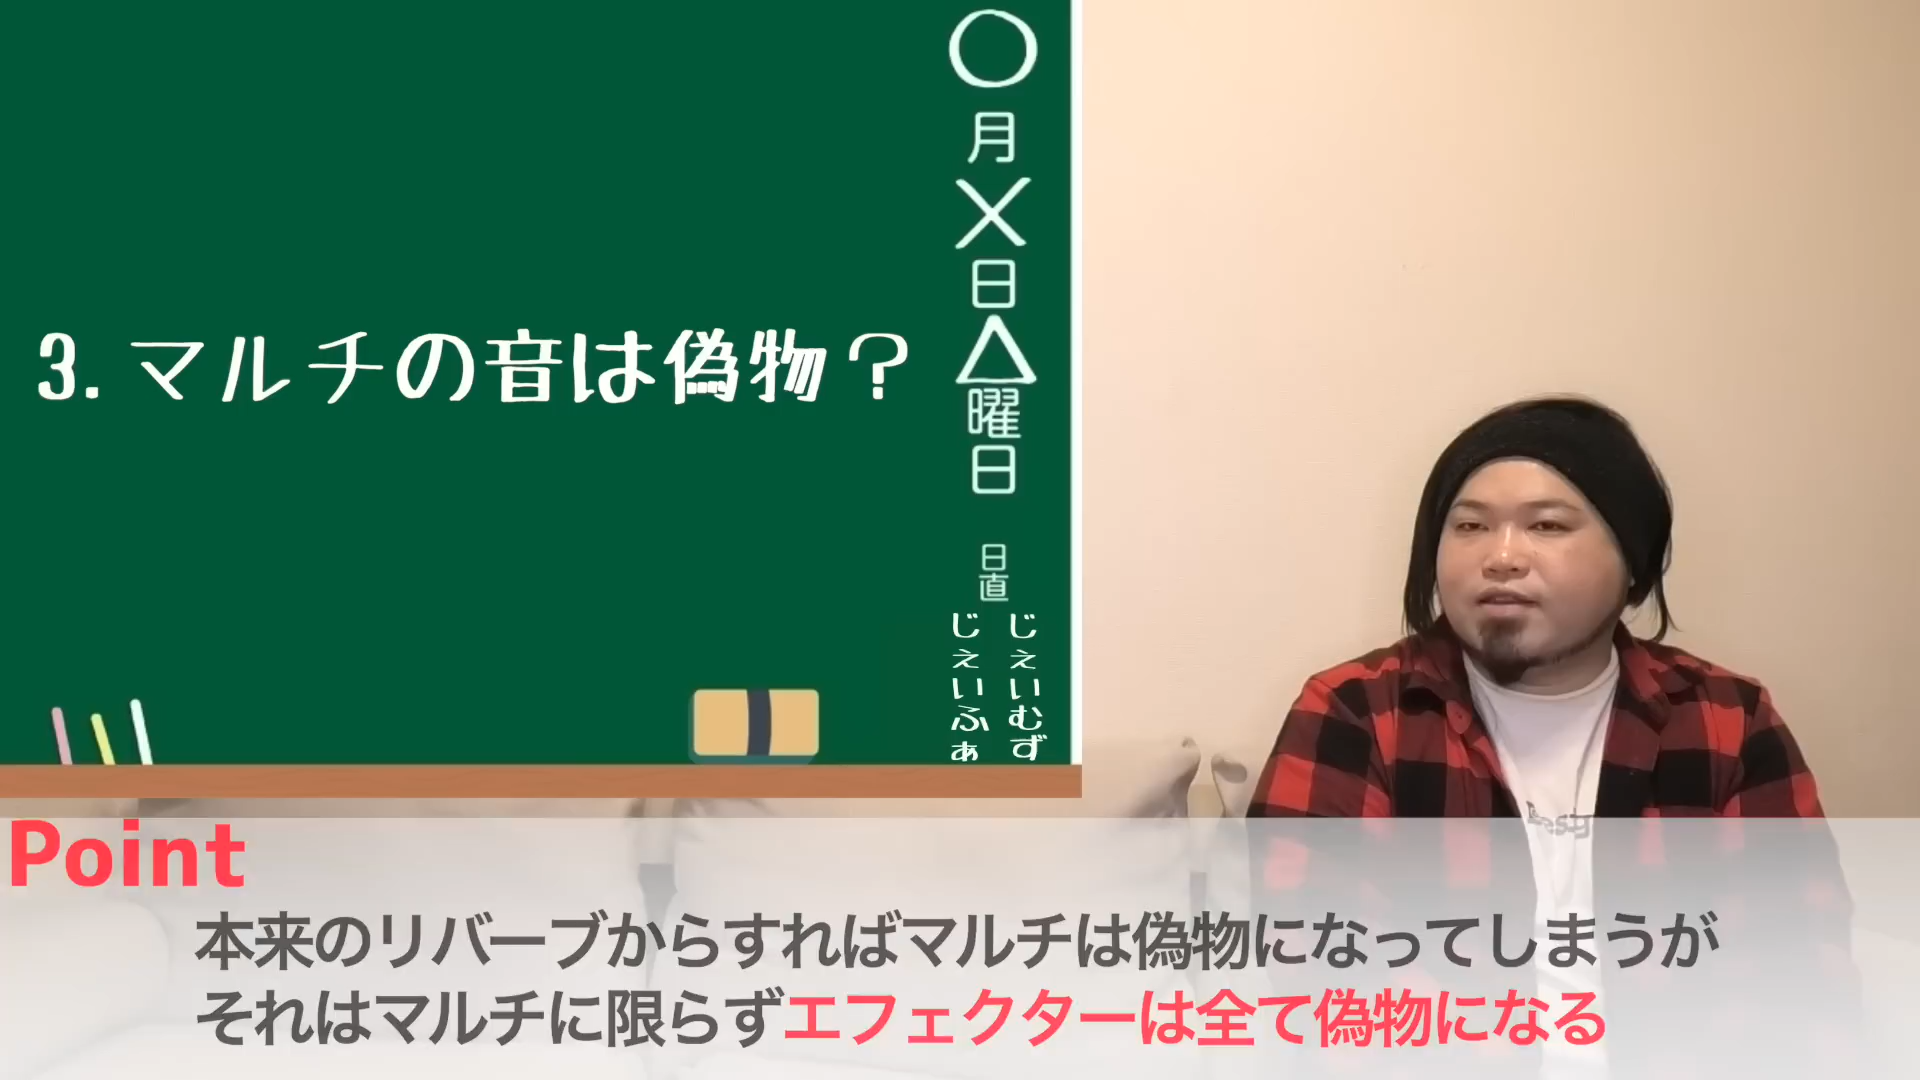 3. マルチの音は偽物？
〇月×日△曜日
日直
じぇいむず
じぇいふぁ
Point
本来のリバーブからすればマルチは偽物になってしまうが
それはマルチに限らずエフェクターは全て偽物になる